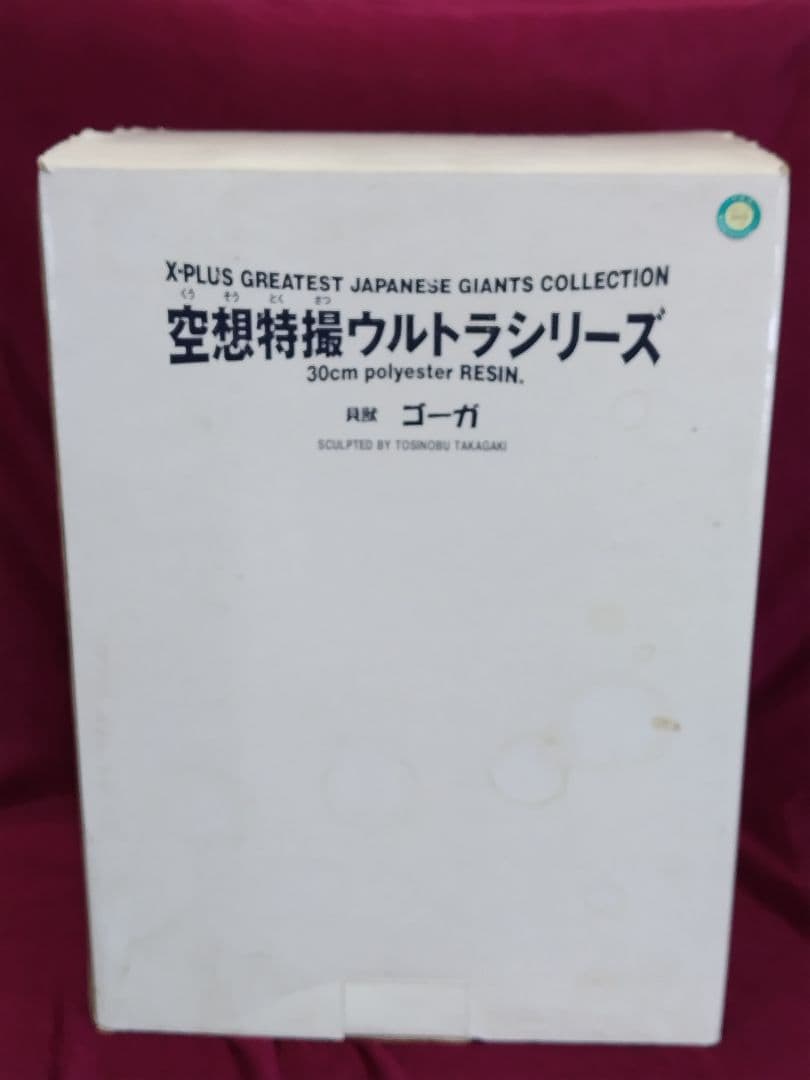 X-PLUS GREATEST JAPANESE GIANTS COLLECTION
くう そう とく さつ
空想特撮ウルトラシリーズ
30cm polyester RESIN.
貝獣 ゴーガ
SCULPTED BY TOSINOBU TAKAGAKI